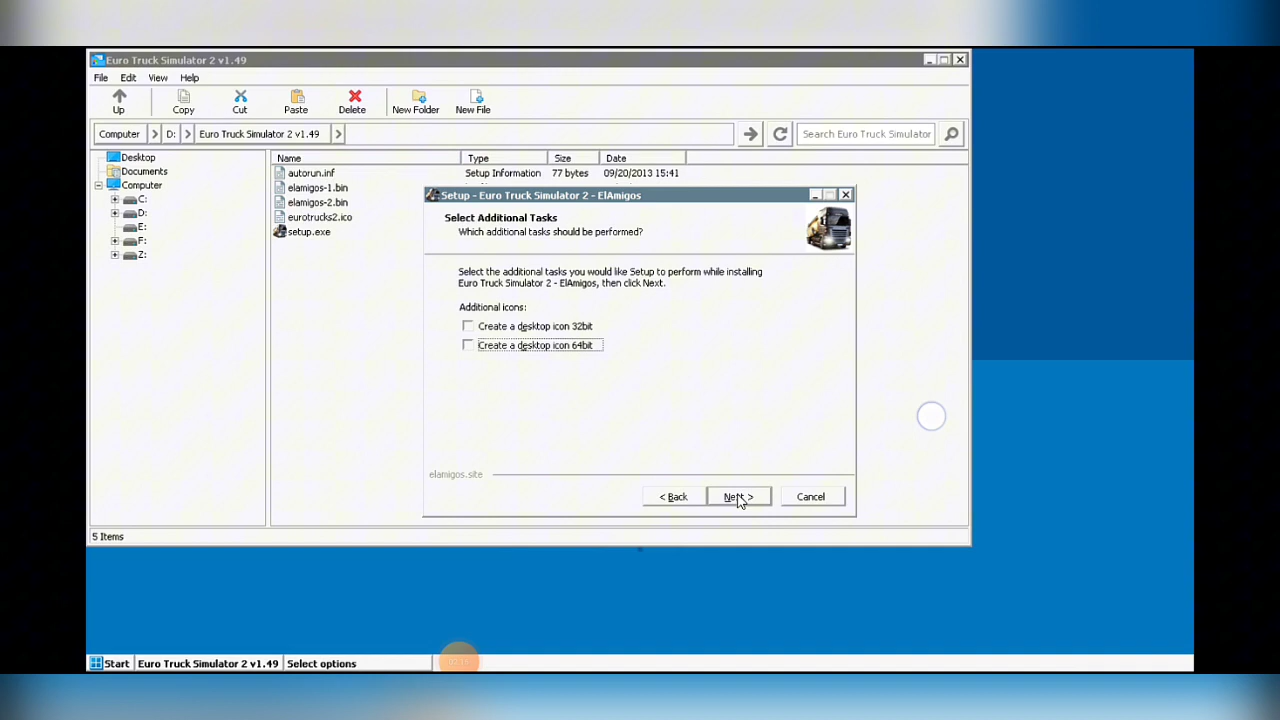 Euro Truck Simulator 2 v1.49
File Edit View Help
Up Copy Cut Paste Delete New Folder New File
Computer D: Euro Truck Simulator 2 v1.49 Search Euro Truck Simulator
Desktop
Documents
Computer
C:
D:
E:
F:
Z:
Name Type Size Date
autorun.inf Setup Information 77 bytes 09/20/2013 15:41
elamigos-1.bin
elamigos-2.bin
eurotrucks2.ico
setup.exe
Setup - Euro Truck Simulator 2 - ElAmigos
Select Additional Tasks
Which additional tasks should be performed?
Select the additional tasks you would like Setup to perform while installing
Euro Truck Simulator 2 - ElAmigos, then click Next.
Additional icons:
Create a desktop icon 32bit
Create a desktop icon 64bit
elamigos.site
< Back Next > Cancel
5 Items
Start Euro Truck Simulator 2 v1.49 Select options